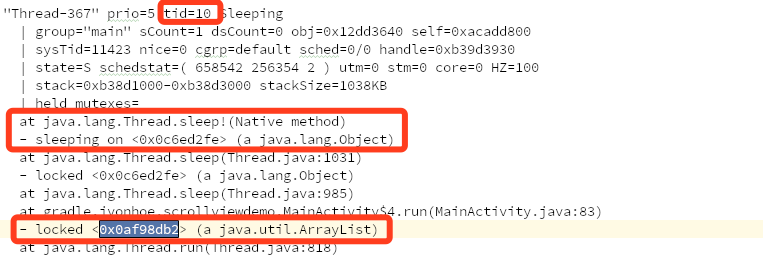 "Thread-367" prio=5 tid=10 Sleeping
| group="main" sCount=1 dsCount=0 obj=0x12dd3640 self=0xacadd800
| sysTid=11423 nice=0 cgrp=default sched=0/0 handle=0xb39d3930
| state=S schedstat=( 658542 256354 2 ) utm=0 stm=0 core=0 HZ=100
| stack=0xb38d1000-0xb38d3000 stackSize=1038KB
| held mutexes=
at java.lang.Thread.sleep!(Native method)
- sleeping on <0x0c6ed2fe> (a java.lang.Object)
at java.lang.Thread.sleep(Thread.java:1031)
- locked <0x0c6ed2fe> (a java.lang.Object)
at java.lang.Thread.sleep(Thread.java:985)
at gradle.ivonhoe.scrollviewdemo.MainActivity$4.run(MainActivity.java:83)
- locked <0x0af98db2> (a java.util.ArrayList)
at java.lang.Thread.run(Thread.java:818)